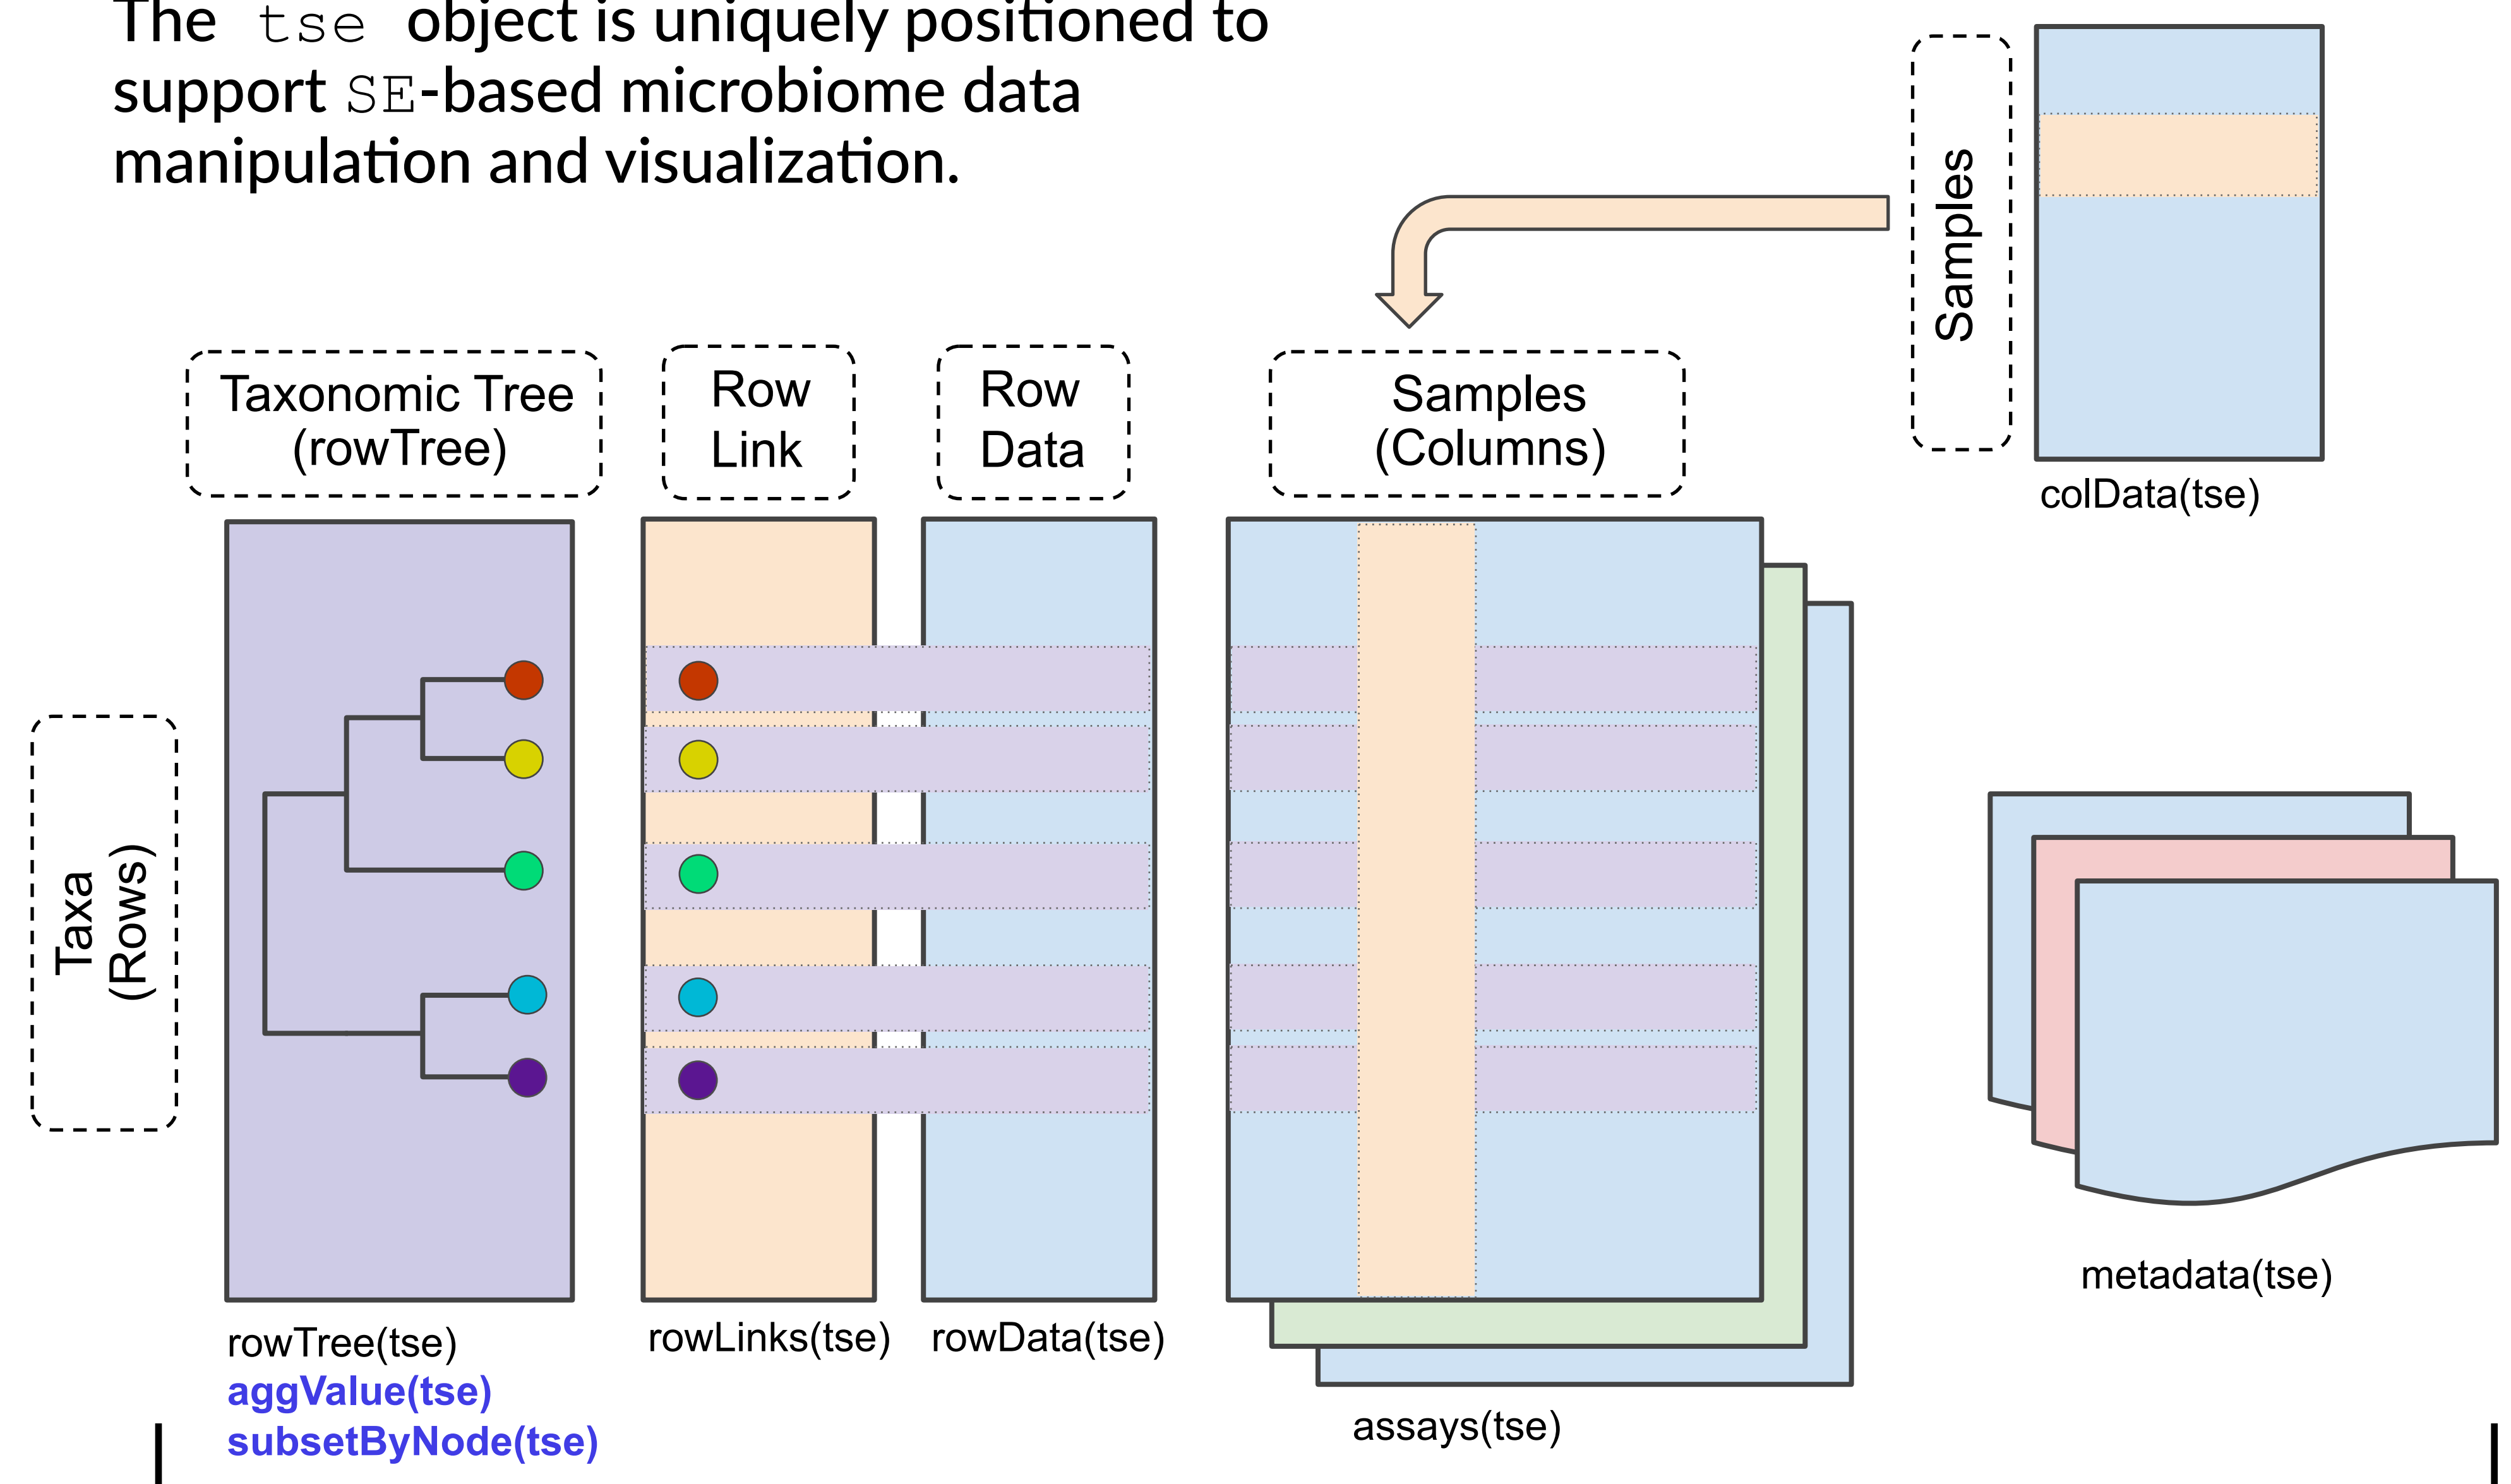 The tse object is uniquely positioned to
support SE-based microbiome data
manipulation and visualization.
Samples
colData(tse)
Taxonomic Tree
(rowTree)
Row
Link
Row
Data
Samples
(Columns)
Taxa
(Rows)
rowTree(tse)
aggValue(tse)
subsetByNode(tse)
rowLinks(tse)
rowData(tse)
assays(tse)
metadata(tse)